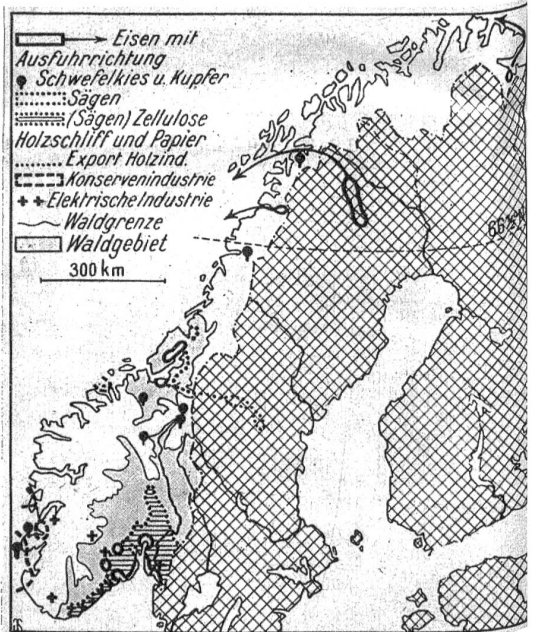 Eisen mit
Ausfuhrrichtung
Schwefelkies u. Kupfer
Sägen
(Sägen) Zellulose
Holzschliff und Papier
Export Holzind.
Konservenindustrie
Elektrische Industrie
Waldgrenze
Waldgebiet
300 km
66½°N